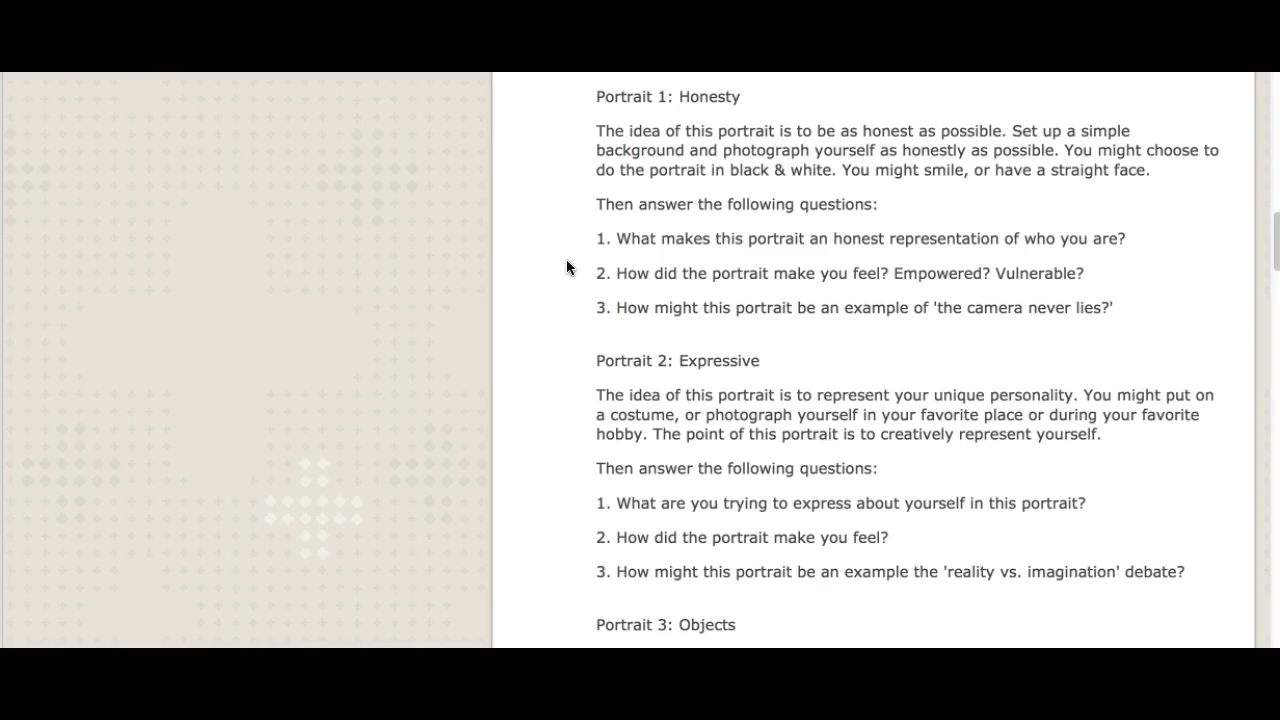 Portrait 1: Honesty
The idea of this portrait is to be as honest as possible. Set up a simple
background and photograph yourself as honestly as possible. You might choose to
do the portrait in black & white. You might smile, or have a straight face.
Then answer the following questions:
1. What makes this portrait an honest representation of who you are?
2. How did the portrait make you feel? Empowered? Vulnerable?
3. How might this portrait be an example of 'the camera never lies?'
Portrait 2: Expressive
The idea of this portrait is to represent your unique personality. You might put on
a costume, or photograph yourself in your favorite place or during your favorite
hobby. The point of this portrait is to creatively represent yourself.
Then answer the following questions:
1. What are you trying to express about yourself in this portrait?
2. How did the portrait make you feel?
3. How might this portrait be an example the 'reality vs. imagination' debate?
Portrait 3: Objects